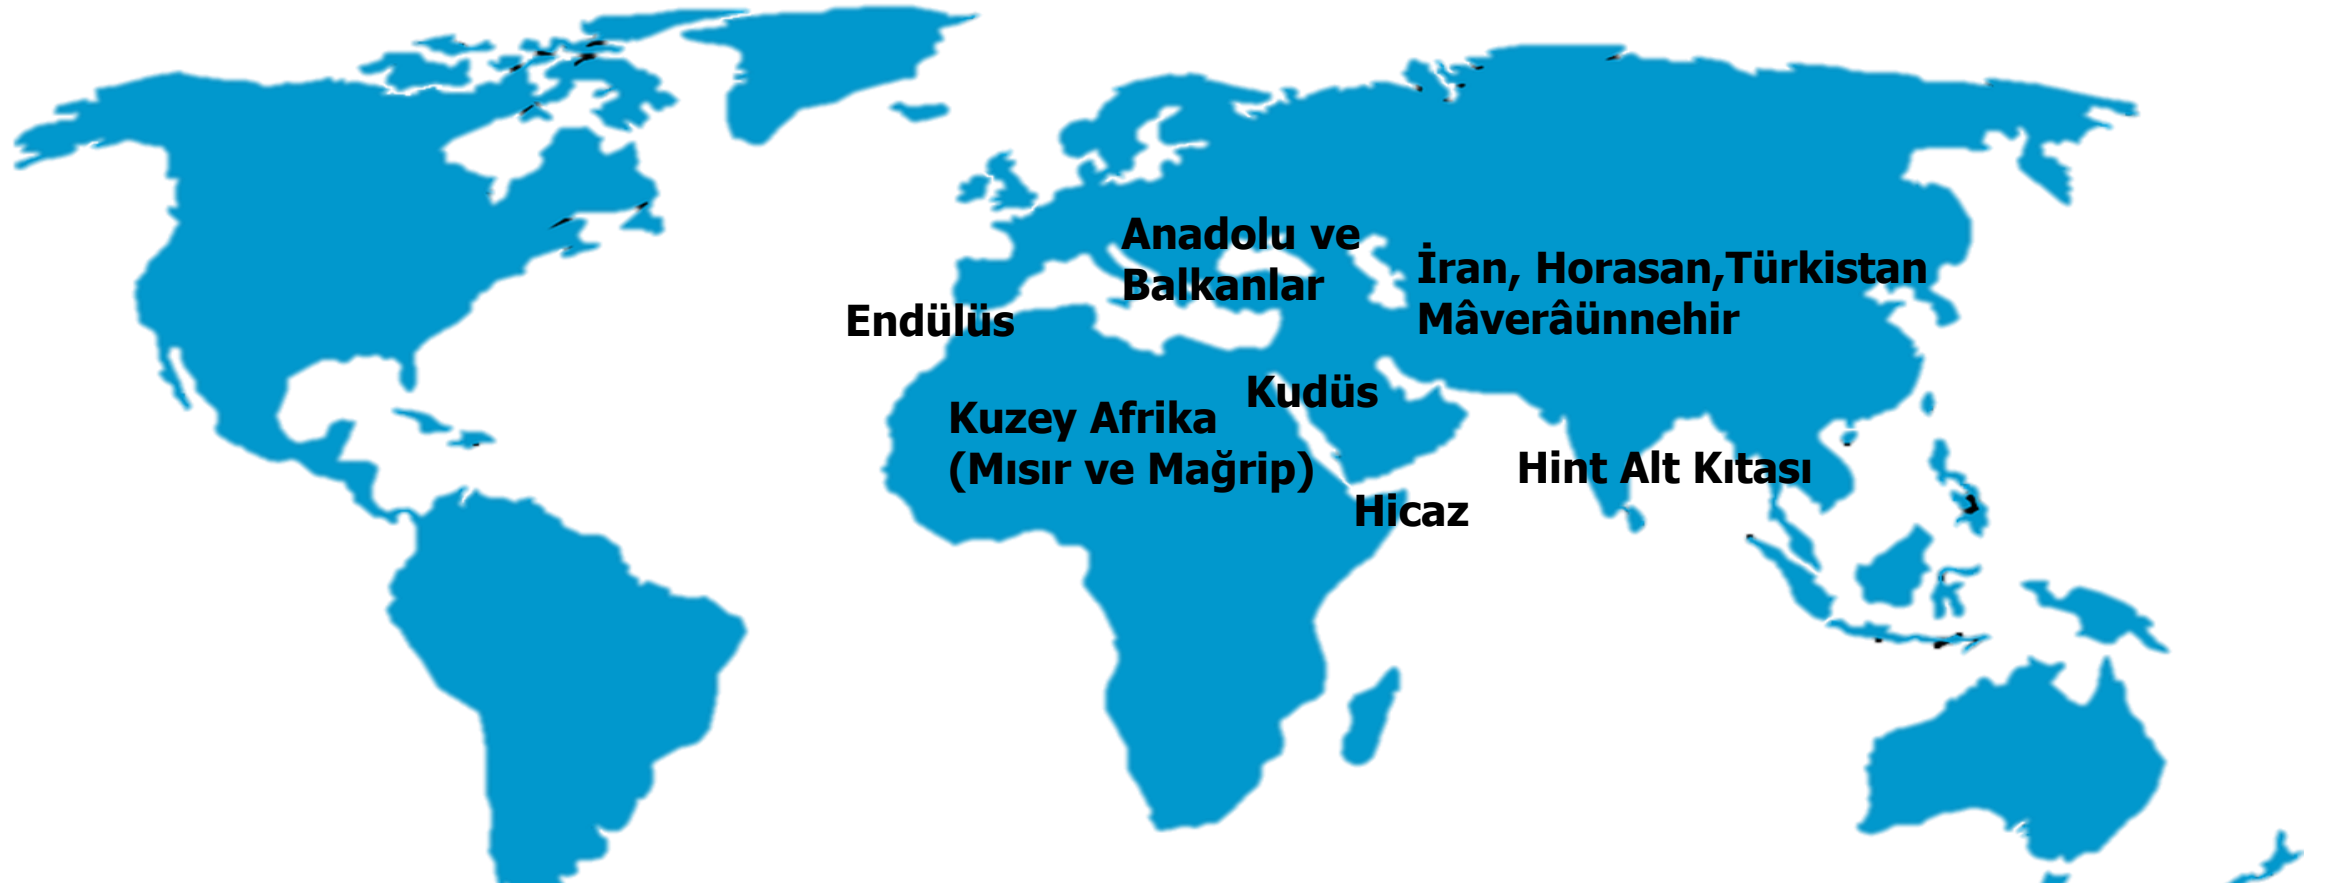 Anadolu ve
Balkanlar
İran, Horasan,Türkistan
Mâverâünnehir
Endülüs
Kudüs
Kuzey Afrika
(Mısır ve Mağrip)
Hint Alt Kıtası
Hicaz